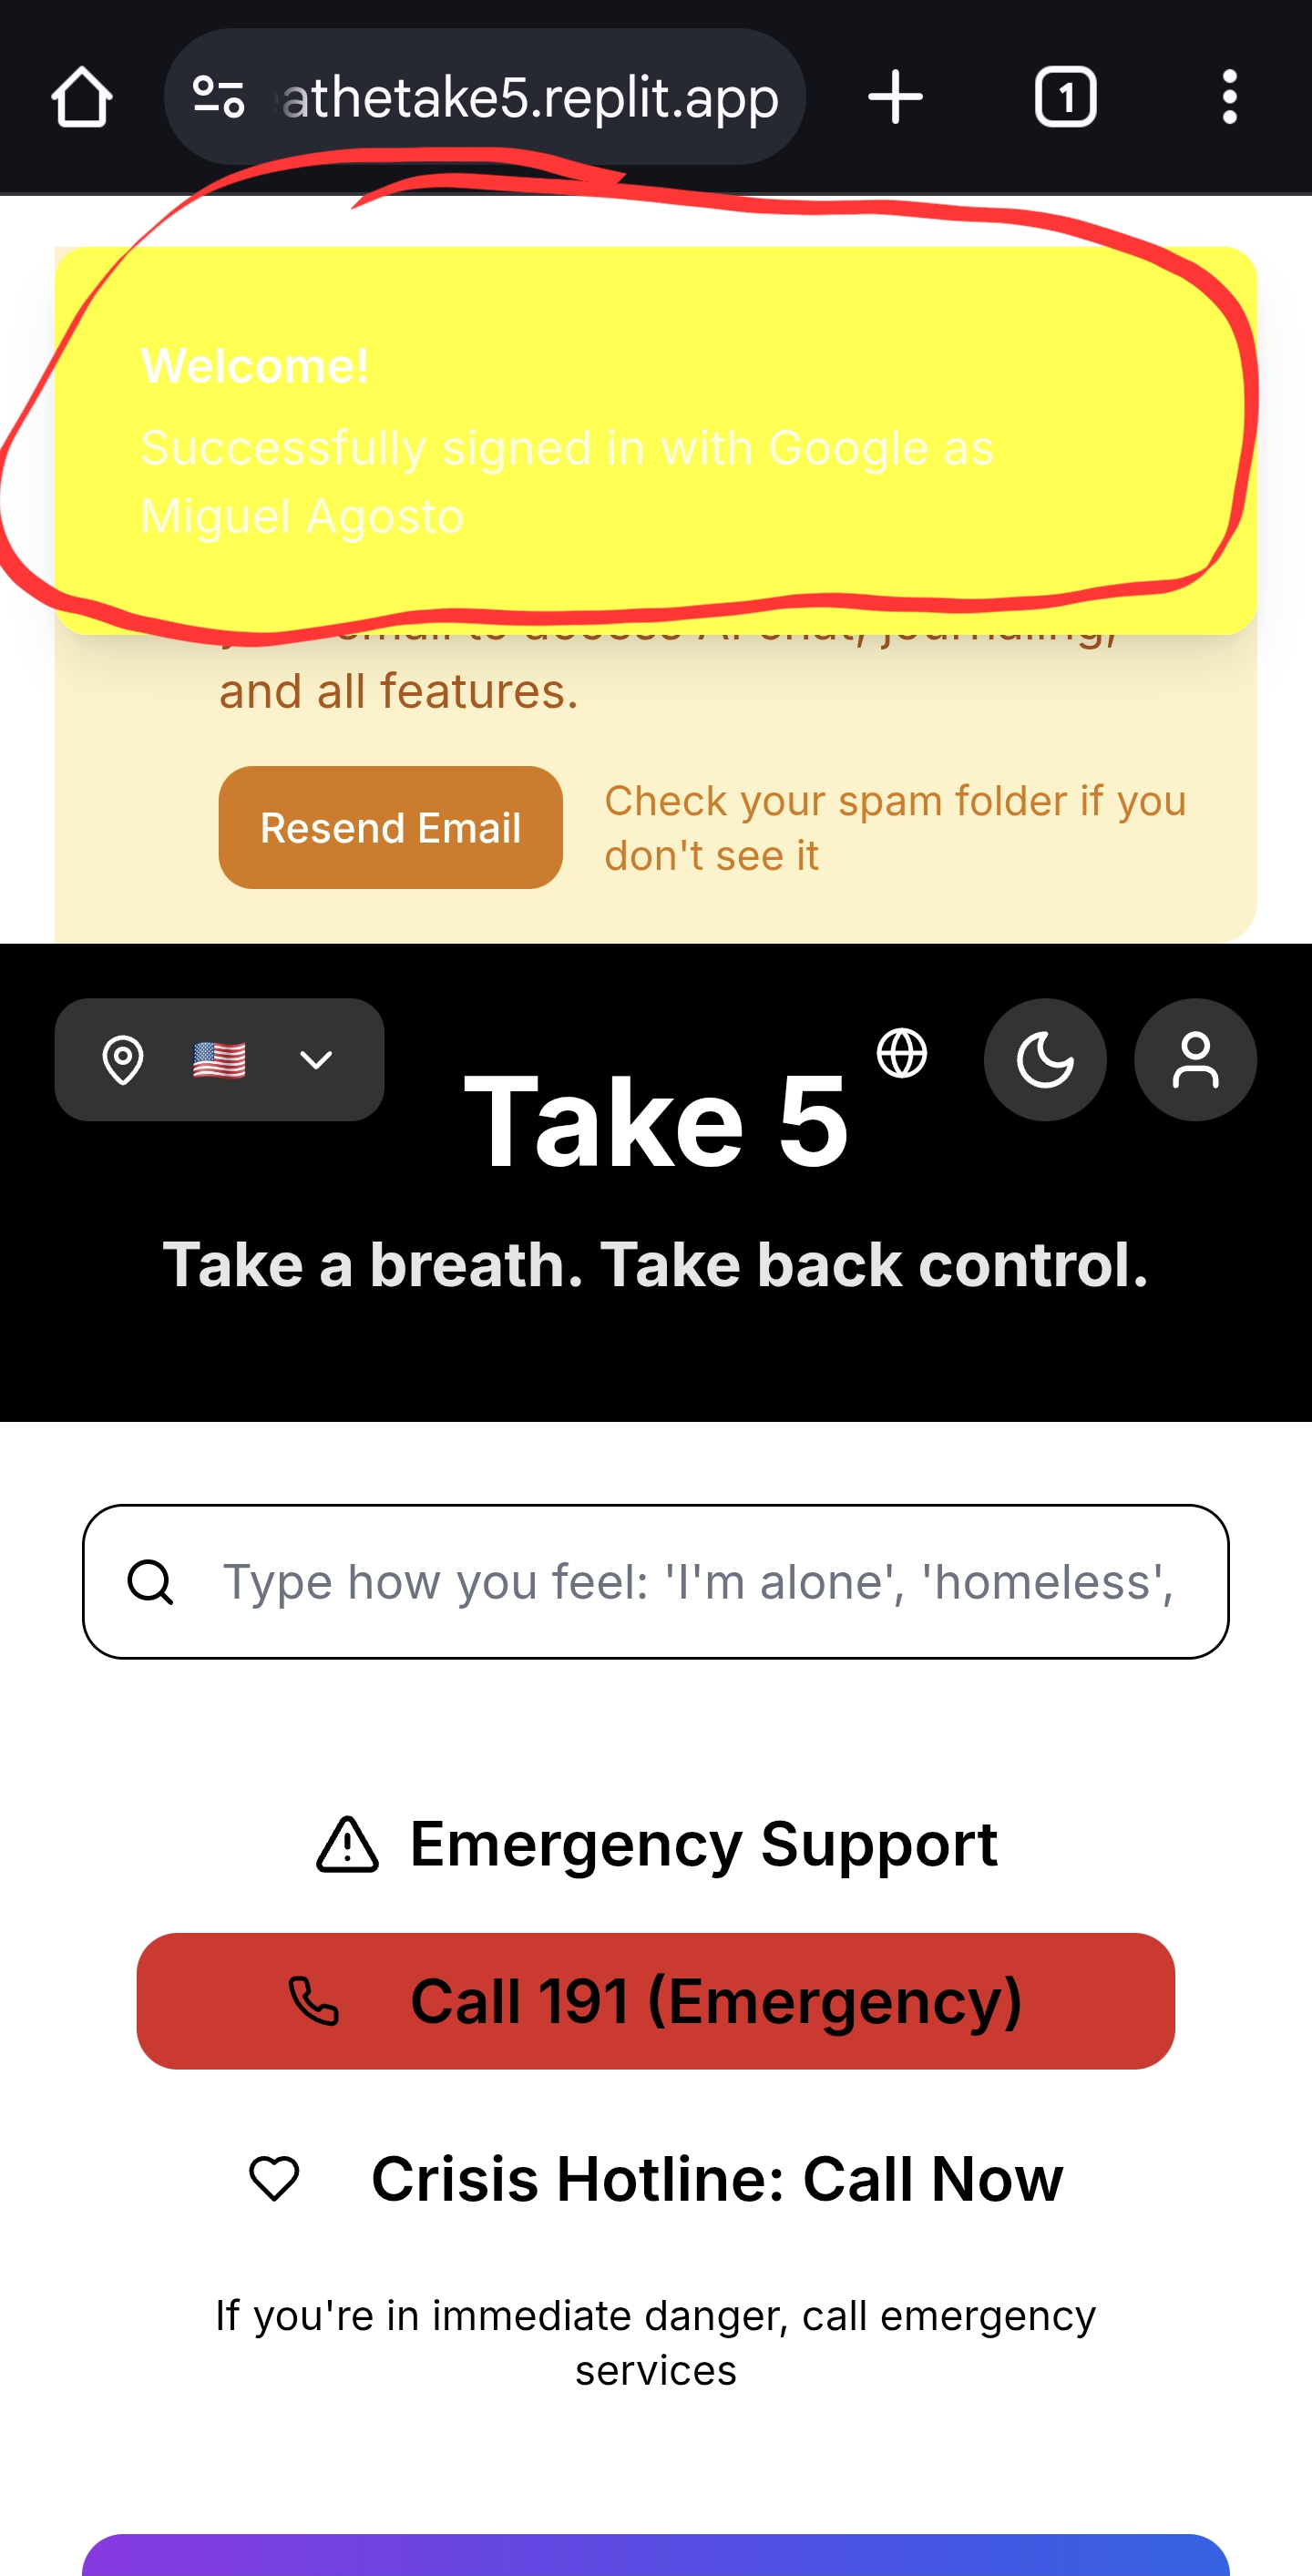 athetake5.replit.app
1
Welcome!
Successfully signed in with Google as
Miguel Agosto
email to access AI chat, journaling,
and all features.
Resend Email
Check your spam folder if you
don't see it
Take 5
Take a breath. Take back control.
Type how you feel: 'I'm alone', 'homeless',
Emergency Support
Call 191 (Emergency)
Crisis Hotline: Call Now
If you're in immediate danger, call emergency
services